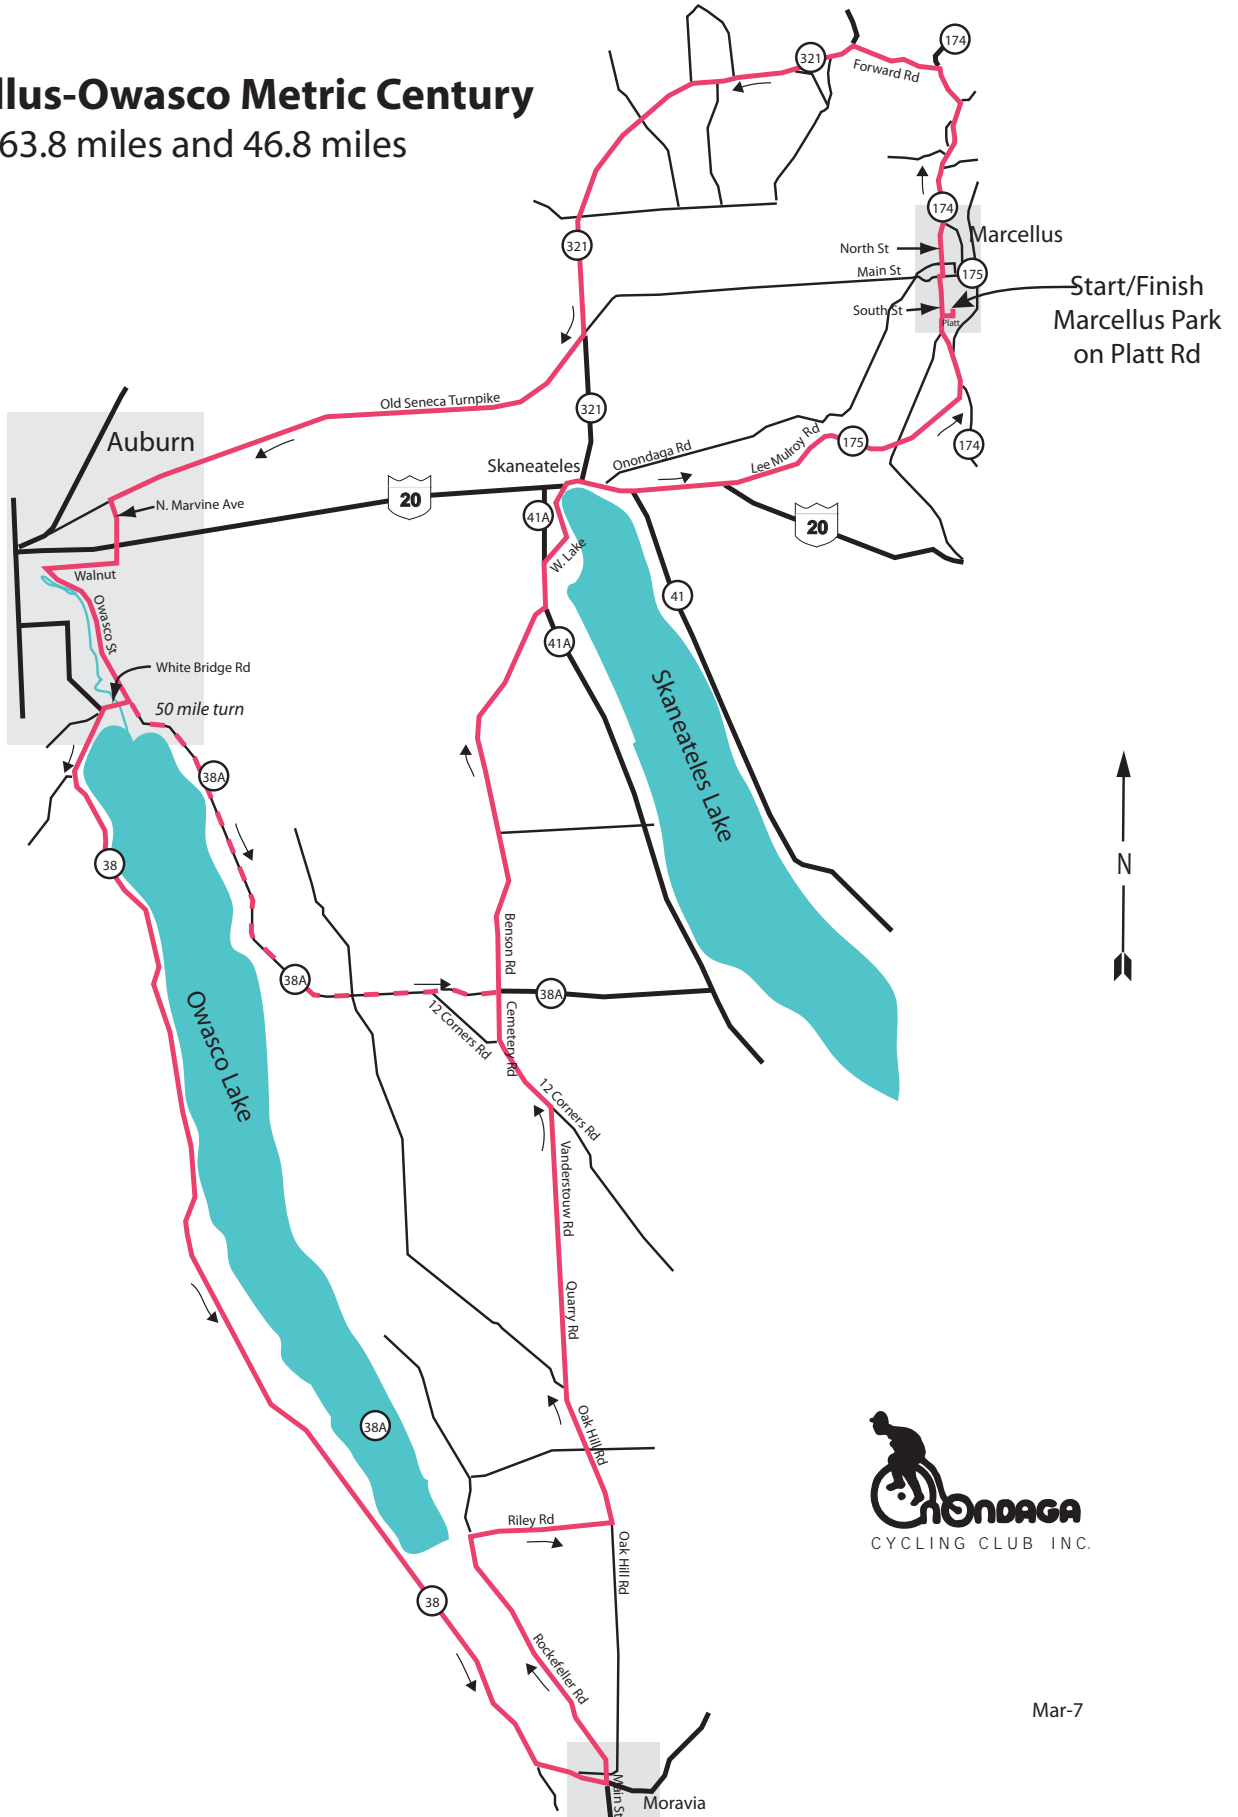 llus-Owasco Metric Century
63.8 miles and 46.8 miles
174
321
Forward Rd
174
Marcellus
North St
321
Main St
175
Start/Finish
Marcellus Park
on Platt Rd
South St
Platt
Old Seneca Turnpike
321
Auburn
Onondaga Rd
Lee Mulroy Rd
175
174
Skaneateles
20
N. Marvine Ave
41A
20
W. Lake
Walnut
41
Owasco St
41A
White Bridge Rd
Skaneateles Lake
50 mile turn
38A
38
N
Benson Rd
38A
38A
Owasco Lake
12 Corners Rd
Cemetery Rd
12 Corners Rd
Vanderstouw Rd
Quarry Rd
38A
Oak Hill Rd
ONONDAGA
CYCLING CLUB INC.
Riley Rd
Oak Hill Rd
38
Rockefeller Rd
Mar-7
Main St
Moravia